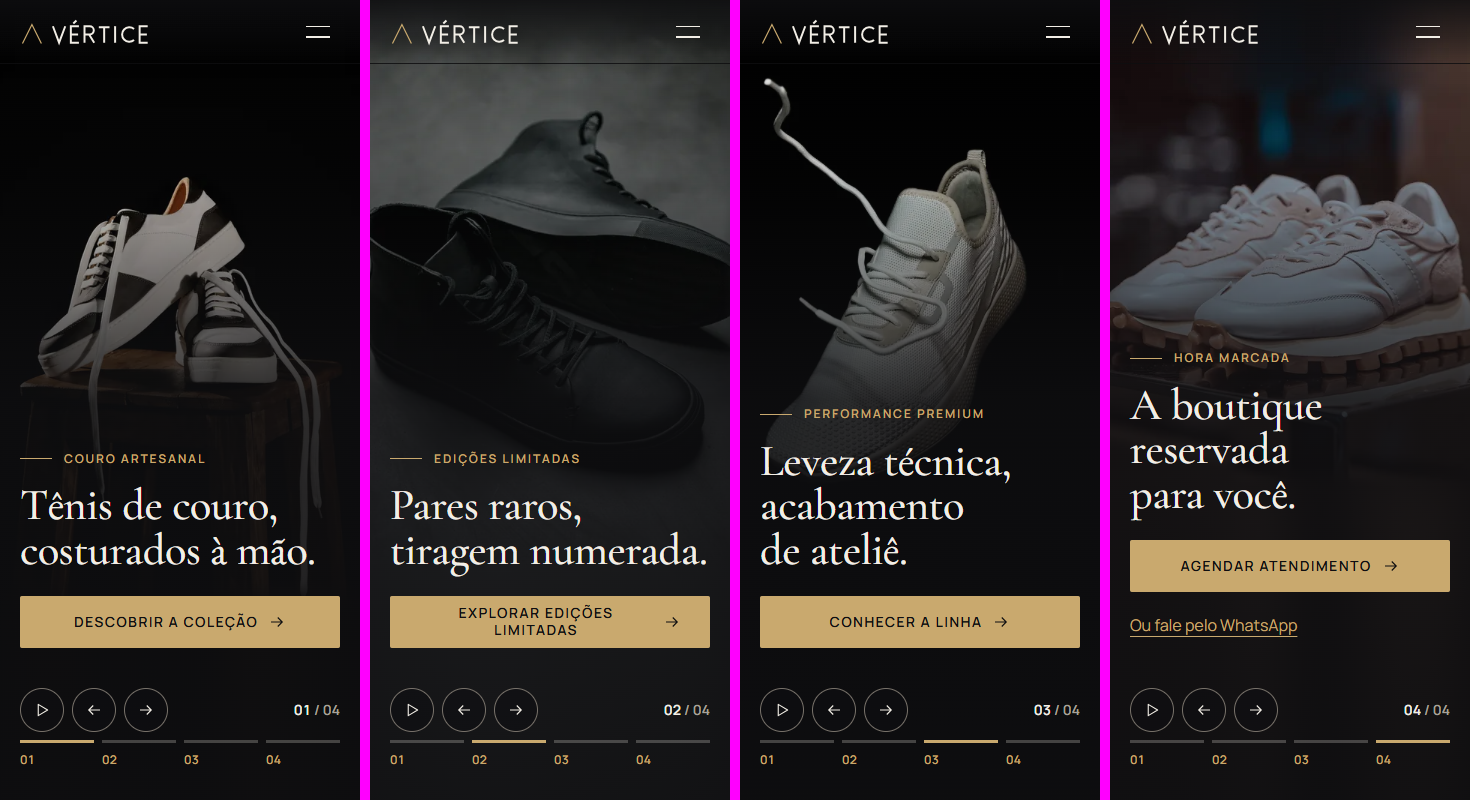 VÉRTICE
COURO ARTESANAL
Tênis de couro,
costurados à mão.
DESCOBRIR A COLEÇÃO
01 / 04
01 02 03 04
VÉRTICE
EDIÇÕES LIMITADAS
Pares raros,
tiragem numerada.
EXPLORAR EDIÇÕES
LIMITADAS
02 / 04
01 02 03 04
VÉRTICE
PERFORMANCE PREMIUM
Leveza técnica,
acabamento
de ateliê.
CONHECER A LINHA
03 / 04
01 02 03 04
VÉRTICE
HORA MARCADA
A boutique
reservada
para você.
AGENDAR ATENDIMENTO
Ou fale pelo WhatsApp
04 / 04
01 02 03 04